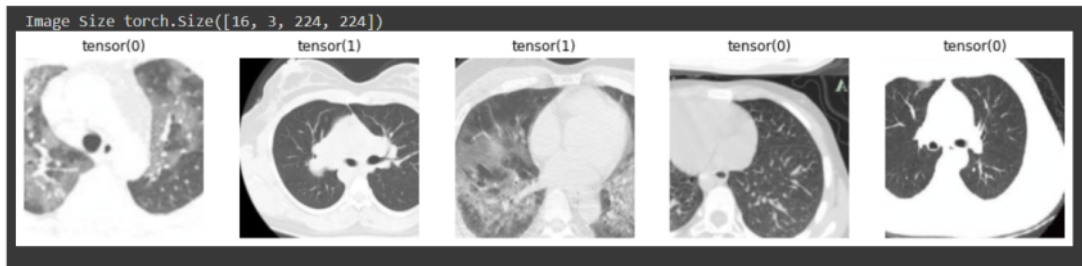 Image Size torch.Size([16, 3, 224, 224])
tensor(0) tensor(1) tensor(1) tensor(0) tensor(0)
A